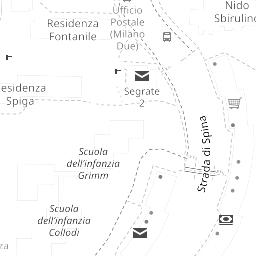 Ufficio
Postale
(Milano
Due)
Residenza
Fontanile
Nido
Sbirulino
Segrate
2
Residenza
Spiga
Strada di Spina
Scuola
dell'infanzia
Grimm
Scuola
dell'infanzia
Collodi
za